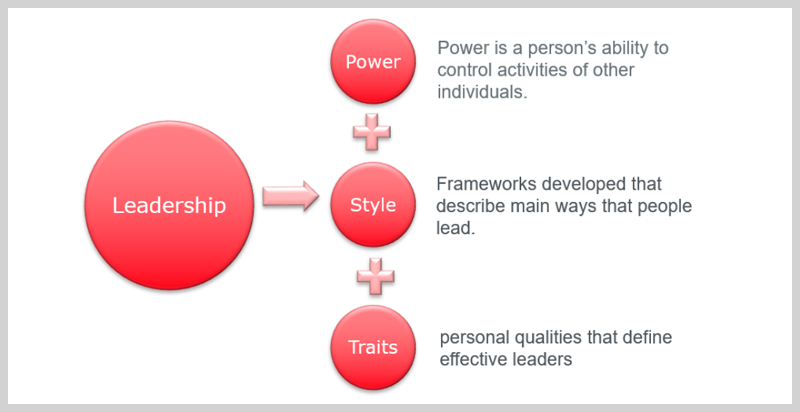 Leadership
Power
Power is a person’s ability to
control activities of other
individuals.
Style
Frameworks developed that
describe main ways that people
lead.
Traits
personal qualities that define
effective leaders